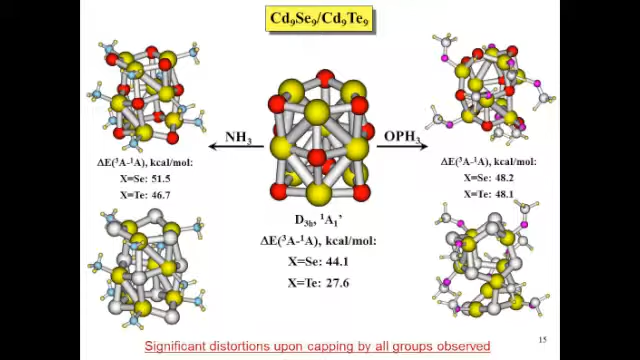 Cd₉Se₉/Cd₉Te₉
NH₃
OPH₃
ΔE(³A-¹A), kcal/mol:
X=Se: 51.5
X=Te: 46.7
ΔE(³A-¹A), kcal/mol:
X=Se: 48.2
X=Te: 48.1
D₃ₕ, ¹A₁’
ΔE(³A-¹A), kcal/mol:
X=Se: 44.1
X=Te: 27.6
15
Significant distortions upon capping by all groups observed